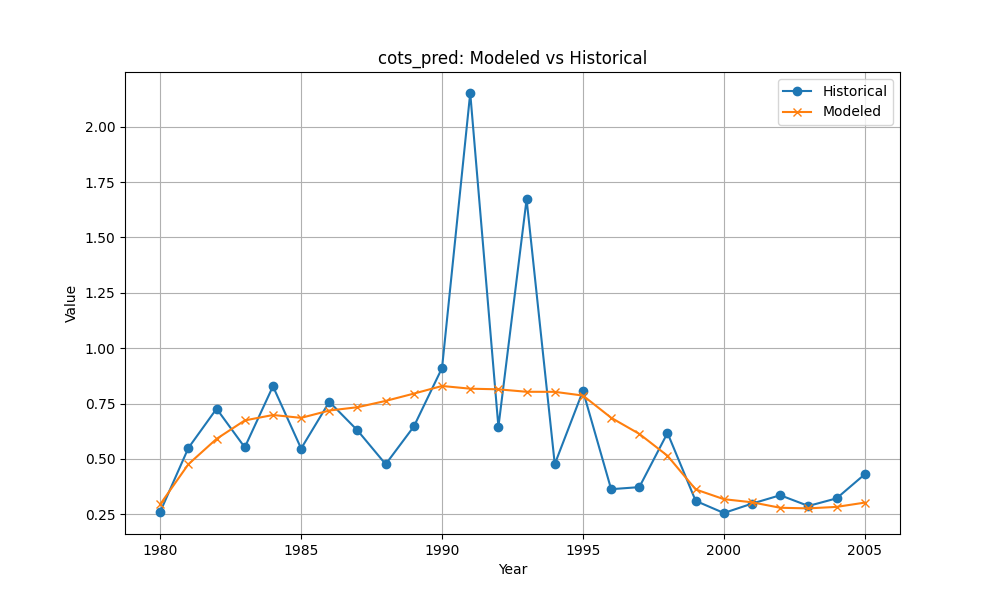 cots_pred: Modeled vs Historical
Historical
Modeled
Value
2.00
1.75
1.50
1.25
1.00
0.75
0.50
0.25
1980 1985 1990 1995 2000 2005
Year